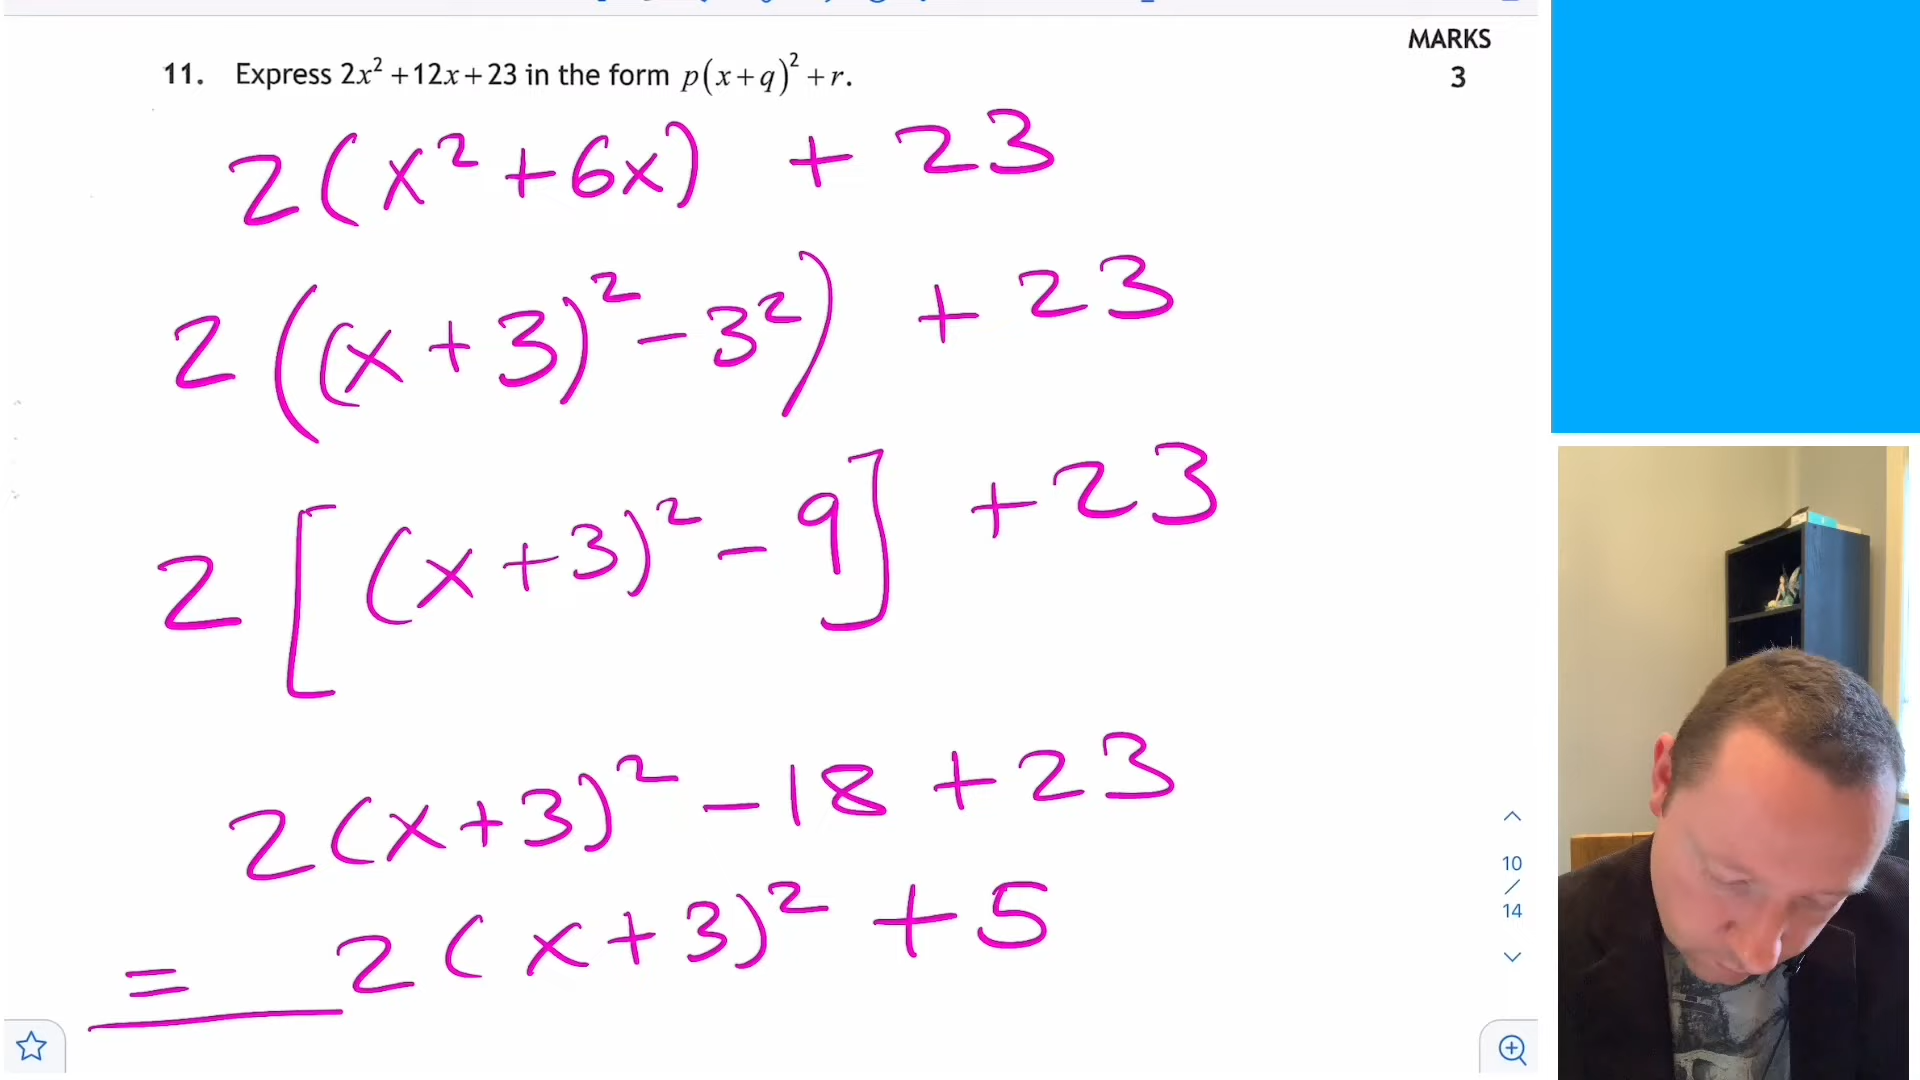 MARKS
11. Express 2x² +12x+23 in the form p(x+q)² +r.
3
2(x² +6x) + 23
2((x+3)² - 3²) + 23
2[(x+3)² - 9] +23
2(x+3)² -18 +23
= 2(x+3)² +5
10
/
14